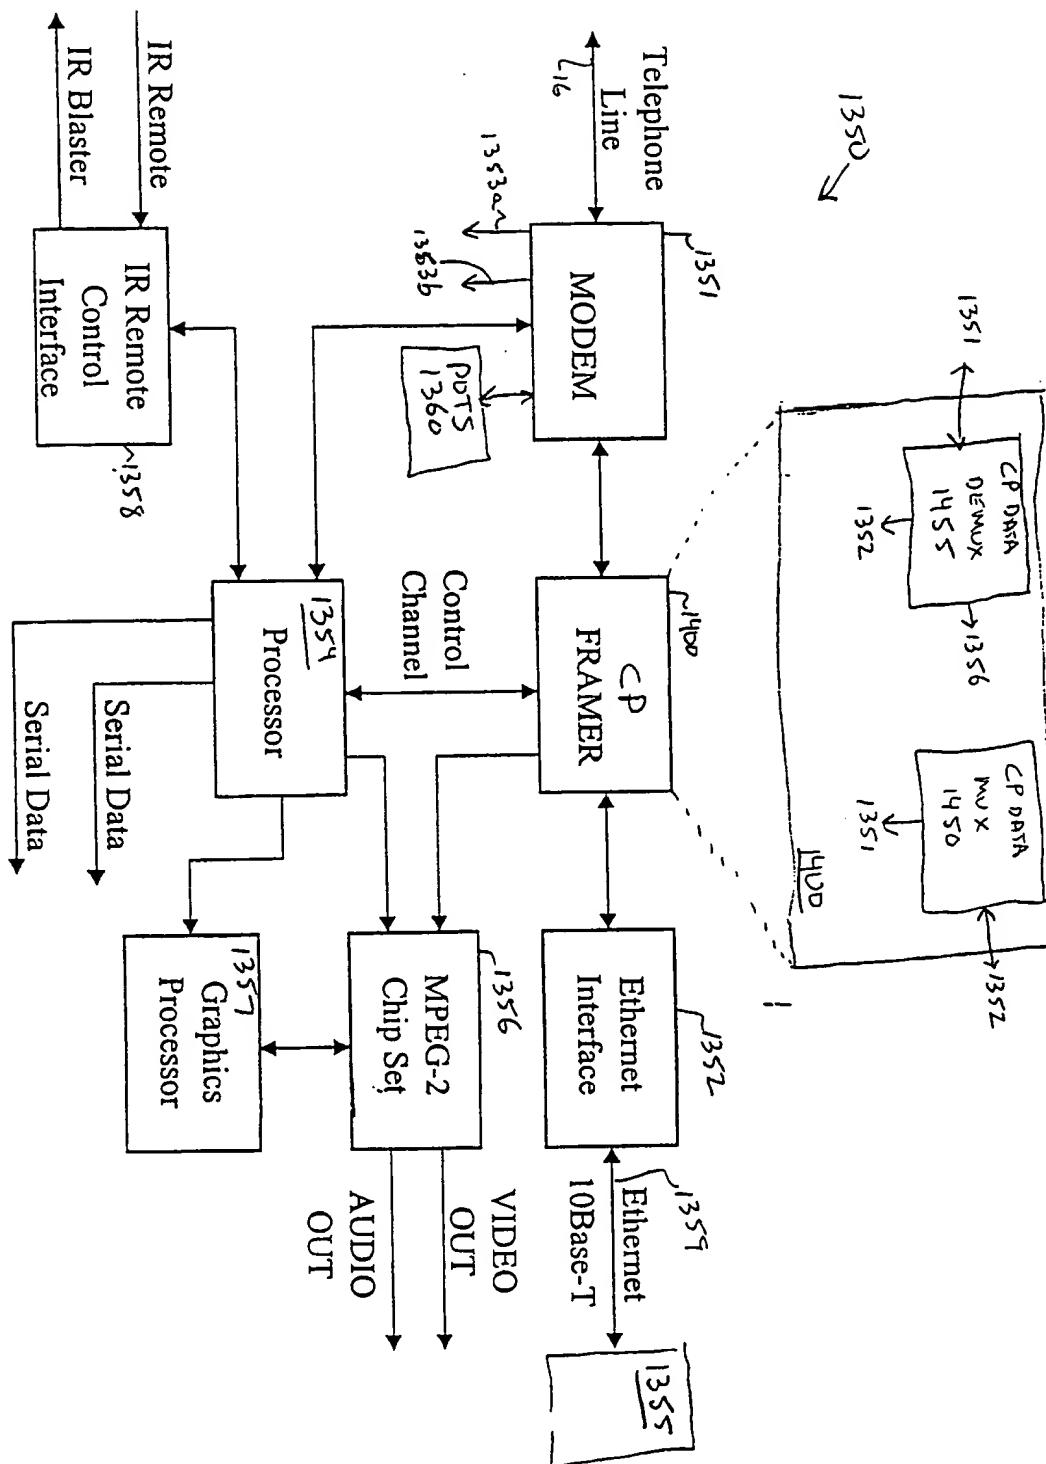 1350
1351
CP DATA
DEMUX
1455
1352
1356
CP DATA
MUX
1450
1351
1352
1400
Telephone
Line
16
1353a
1353b
1351
MODEM
POTS
1360
1400
CP
FRAMER
1352
Ethernet
Interface
1359
Ethernet
10Base-T
1355
Control
Channel
IR Remote
IR Blaster
IR Remote
Control
Interface
1358
1354
Processor
Serial Data
Serial Data
1356
MPEG-2
Chip Set
VIDEO
OUT
AUDIO
OUT
1357
Graphics
Processor